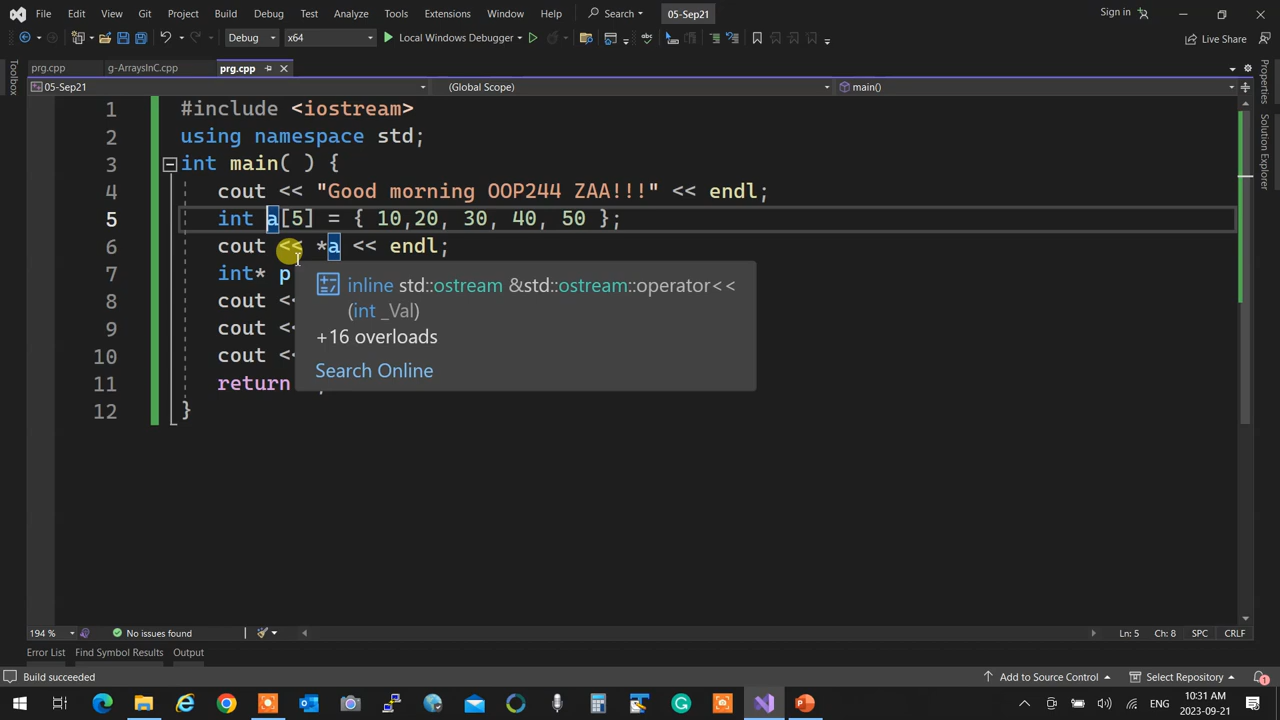 File Edit View Git Project Build Debug Test Analyze Tools Extensions Window Help Search 05-Sep21 Sign in
Debug x64 Local Windows Debugger Live Share
prg.cpp g-ArraysInC.cpp prg.cpp
05-Sep21 (Global Scope) main()
Toolbox
Properties
Solution Explorer
1 #include <iostream>
2 using namespace std;
3 int main( ) {
4 cout << "Good morning OOP244 ZAA!!!" << endl;
5 int a[5] = { 10,20, 30, 40, 50 };
6 cout << *a << endl;
7 int* p
8 cout <<
9 cout <<
10 cout <<
11 return ;
12 }
inline std::ostream &std::ostream::operator<<
(int _Val)
+16 overloads
Search Online
194 % No issues found Ln: 5 Ch: 8 SPC CRLF
Error List Find Symbol Results Output
Build succeeded Add to Source Control Select Repository 1
ENG 10:31 AM
2023-09-21 1